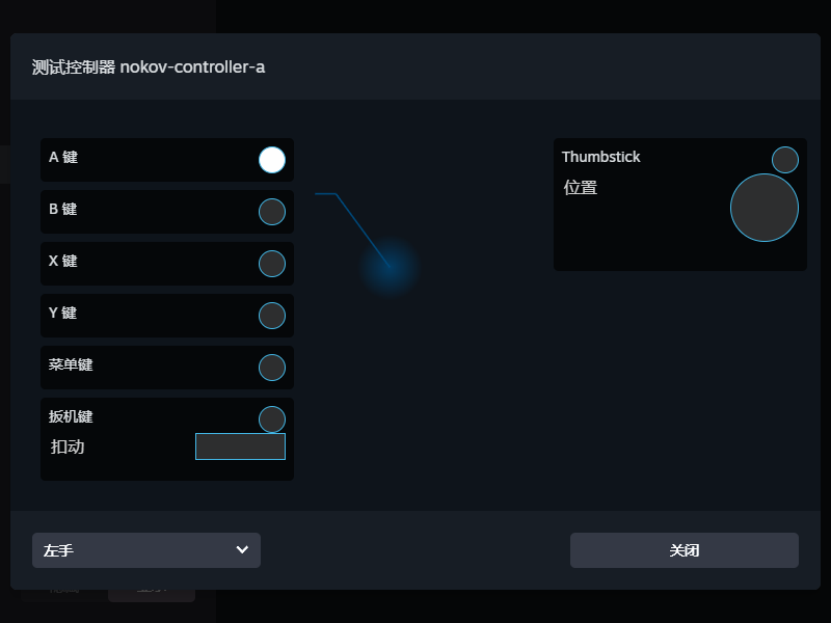 测试控制器 nokov-controller-a
A 键
B 键
X 键
Y 键
菜单键
扳机键
扣动
Thumbstick
位置
左手
关闭